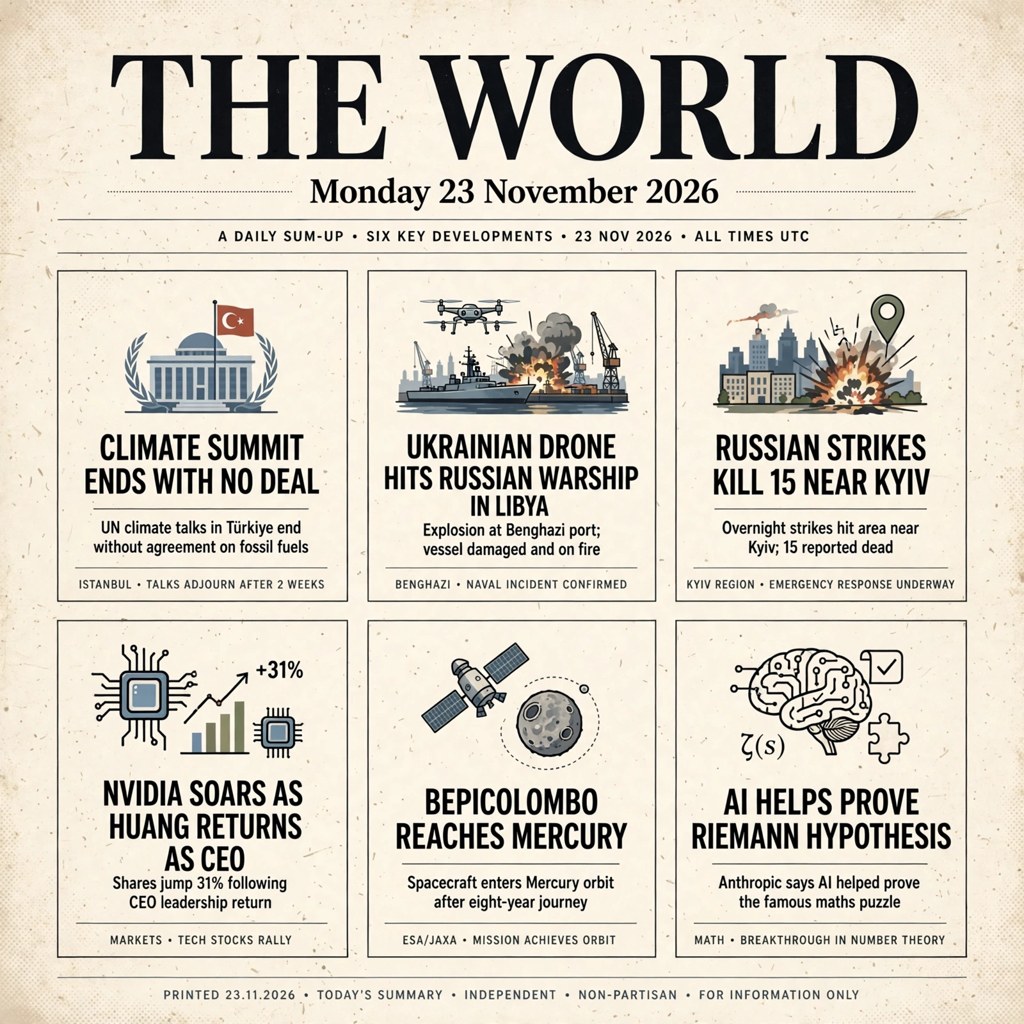 THE WORLD
Monday 23 November 2026
A DAILY SUM-UP • SIX KEY DEVELOPMENTS • 23 NOV 2026 • ALL TIMES UTC
CLIMATE SUMMIT
ENDS WITH NO DEAL
UN climate talks in Türkiye end
without agreement on fossil fuels
ISTANBUL • TALKS ADJOURN AFTER 2 WEEKS
UKRAINIAN DRONE
HITS RUSSIAN WARSHIP
IN LIBYA
Explosion at Benghazi port;
vessel damaged and on fire
BENGHAZI • NAVAL INCIDENT CONFIRMED
RUSSIAN STRIKES
KILL 15 NEAR KYIV
Overnight strikes hit area near
Kyiv; 15 reported dead
KYIV REGION • EMERGENCY RESPONSE UNDERWAY
+31%
NVIDIA SOARS AS
HUANG RETURNS
AS CEO
Shares jump 31% following
CEO leadership return
MARKETS • TECH STOCKS RALLY
BEPICOLOMBO
REACHES MERCURY
Spacecraft enters Mercury orbit
after eight-year journey
ESA/JAXA • MISSION ACHIEVES ORBIT
ζ(s)
AI HELPS PROVE
RIEMANN HYPOTHESIS
Anthropic says AI helped prove
the famous maths puzzle
MATH • BREAKTHROUGH IN NUMBER THEORY
PRINTED 23.11.2026 • TODAY'S SUMMARY • INDEPENDENT • NON-PARTISAN • FOR INFORMATION ONLY